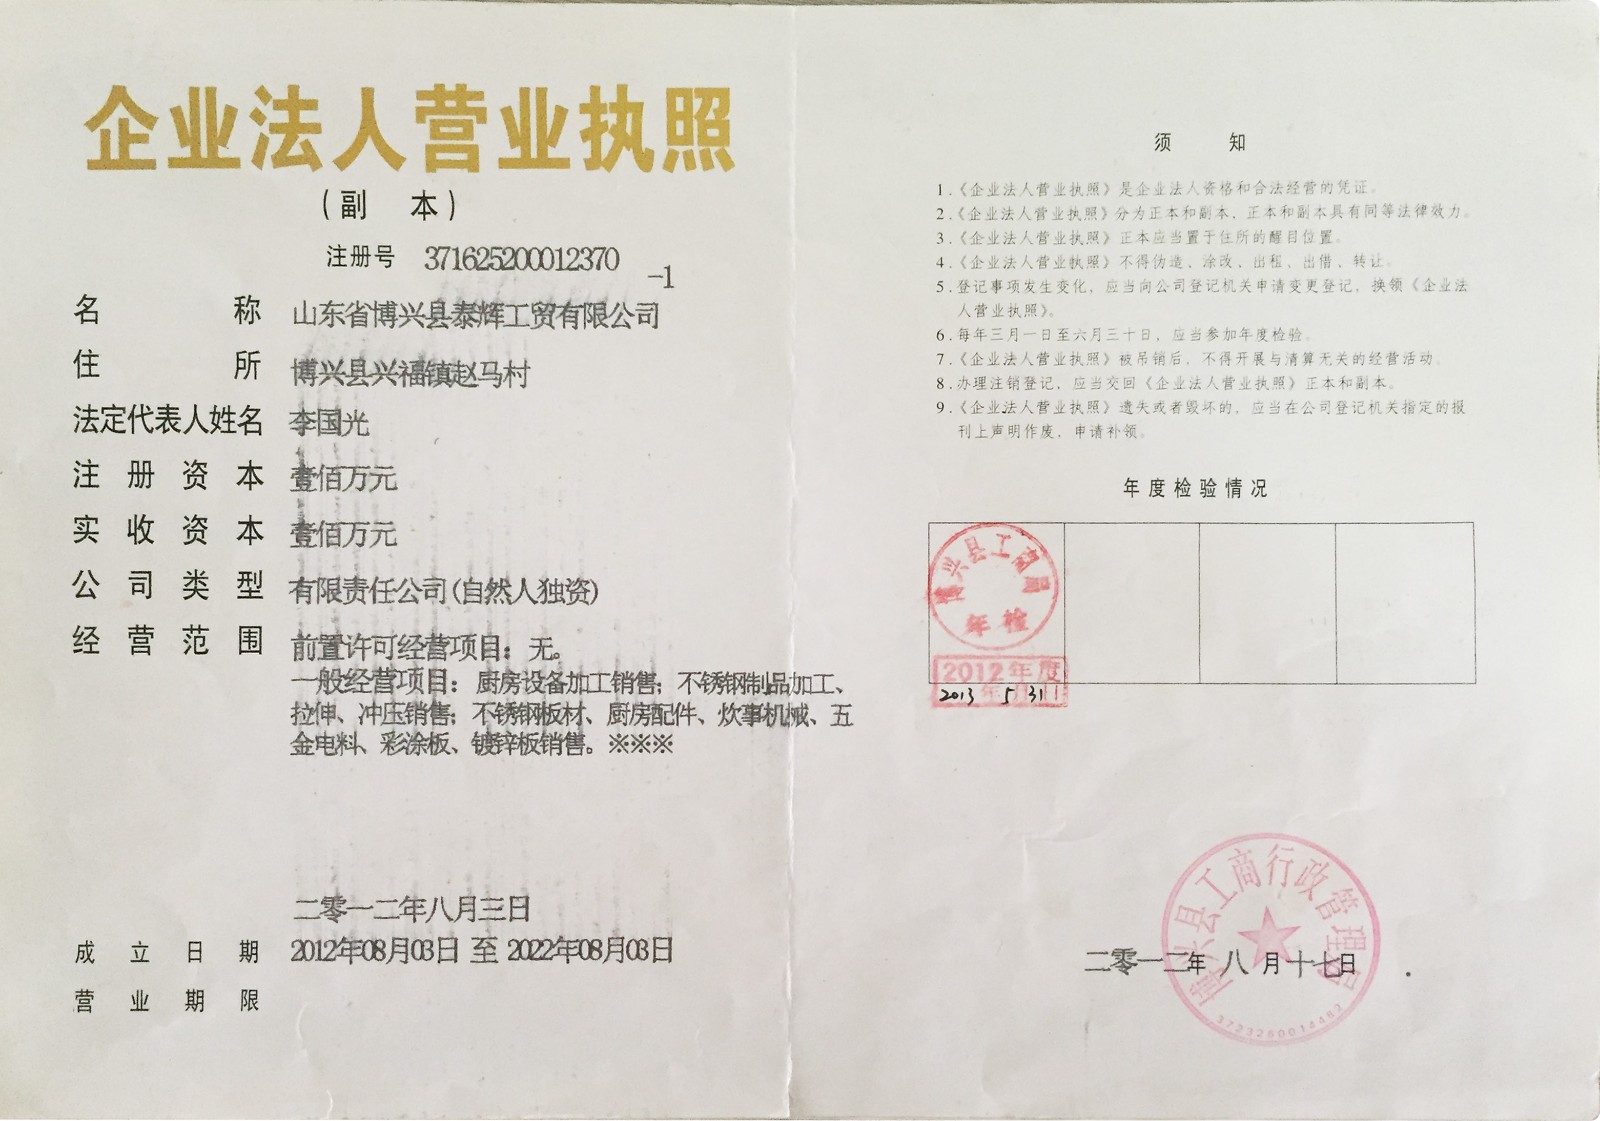 企业法人营业执照
(副 本)
注册号 371625200012370
-1
名 称 山东省博兴县泰辉工贸有限公司
住 所 博兴县兴福镇赵马村
法定代表人姓名 李国光
注册资本 壹佰万元
实收资本 壹佰万元
公司类型 有限责任公司(自然人独资)
经营范围 前置许可经营项目:无。
一般经营项目:厨房设备加工销售;不锈钢制品加工、
拉伸、冲压销售;不锈钢板材、厨房配件、炊事机械、五
金电料、彩涂板、镀锌板销售。※※※
二零一二年八月三日
成立日期 2012年08月03日 至 2022年08月03日
营业期限
须 知
1.《企业法人营业执照》是企业法人资格和合法经营的凭证。
2.《企业法人营业执照》分为正本和副本,正本和副本具有同等法律效力。
3.《企业法人营业执照》正本应当置于住所的醒目位置。
4.《企业法人营业执照》不得伪造、涂改、出租、出借、转让。
5.登记事项发生变化,应当向公司登记机关申请变更登记,换领《企业法
人营业执照》。
6.每年三月一日至六月三十日,应当参加年度检验。
7.《企业法人营业执照》被吊销后,不得开展与清算无关的经营活动。
8.办理注销登记,应当交回《企业法人营业执照》正本和副本。
9.《企业法人营业执照》遗失或者毁坏的,应当在公司登记机关指定的报
刊上声明作废,申请补领。
年度检验情况
博兴县工商局
年检
2012年度
2013年5月31日
博兴县工商行政管理局
二零一二年八月十七日
3723260014482